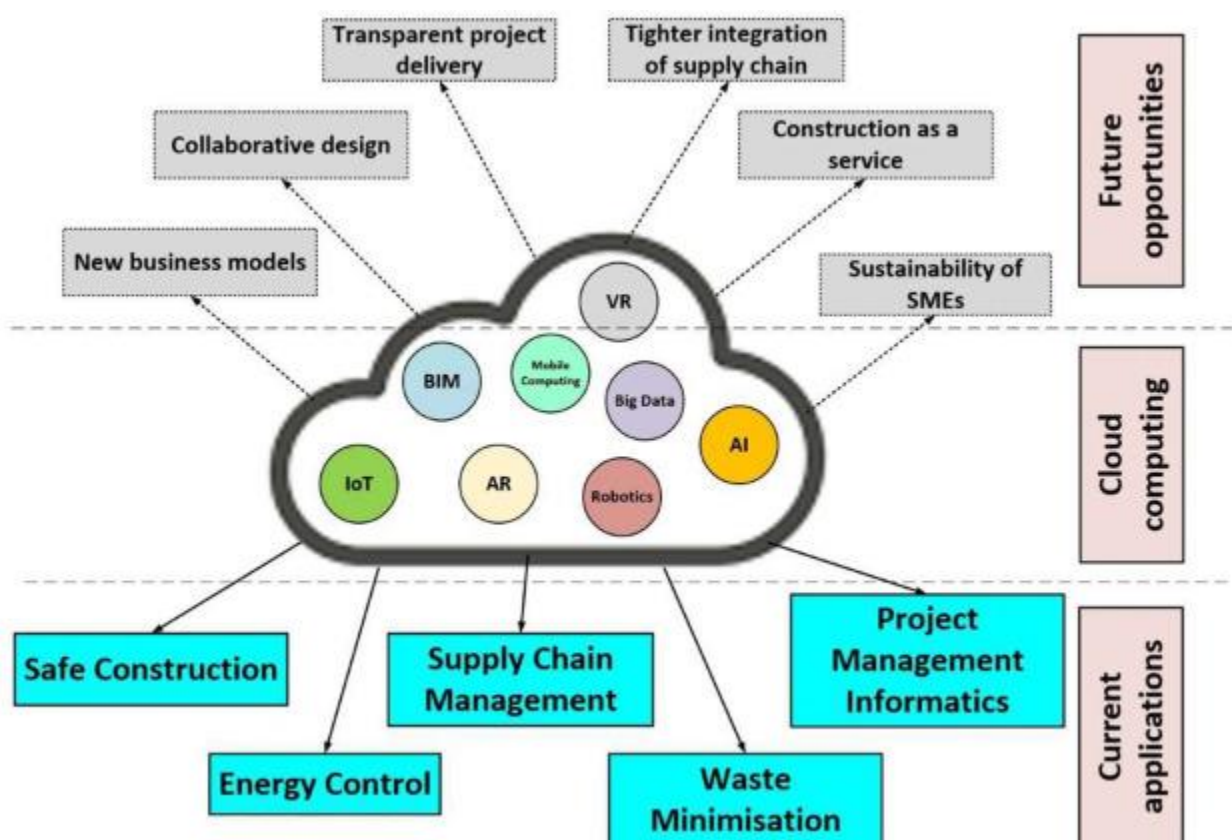 Transparent project
delivery
Tighter integration
of supply chain
Collaborative design
Construction as a
service
New business models
Sustainability of
SMEs
Future
opportunities
VR
BIM
Mobile
Computing
Big Data
AI
IoT
AR
Robotics
Cloud
computing
Safe Construction
Supply Chain
Management
Project
Management
Informatics
Energy Control
Waste
Minimisation
Current
applications